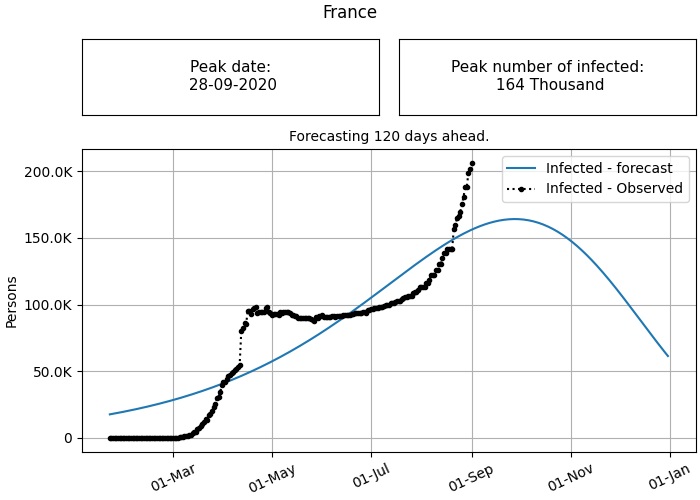 France
Peak date:
28-09-2020
Peak number of infected:
164 Thousand
Forecasting 120 days ahead.
Infected - forecast
Infected - Observed
200.0K
150.0K
100.0K
50.0K
0
Persons
01-Mar
01-May
01-Jul
01-Sep
01-Nov
01-Jan